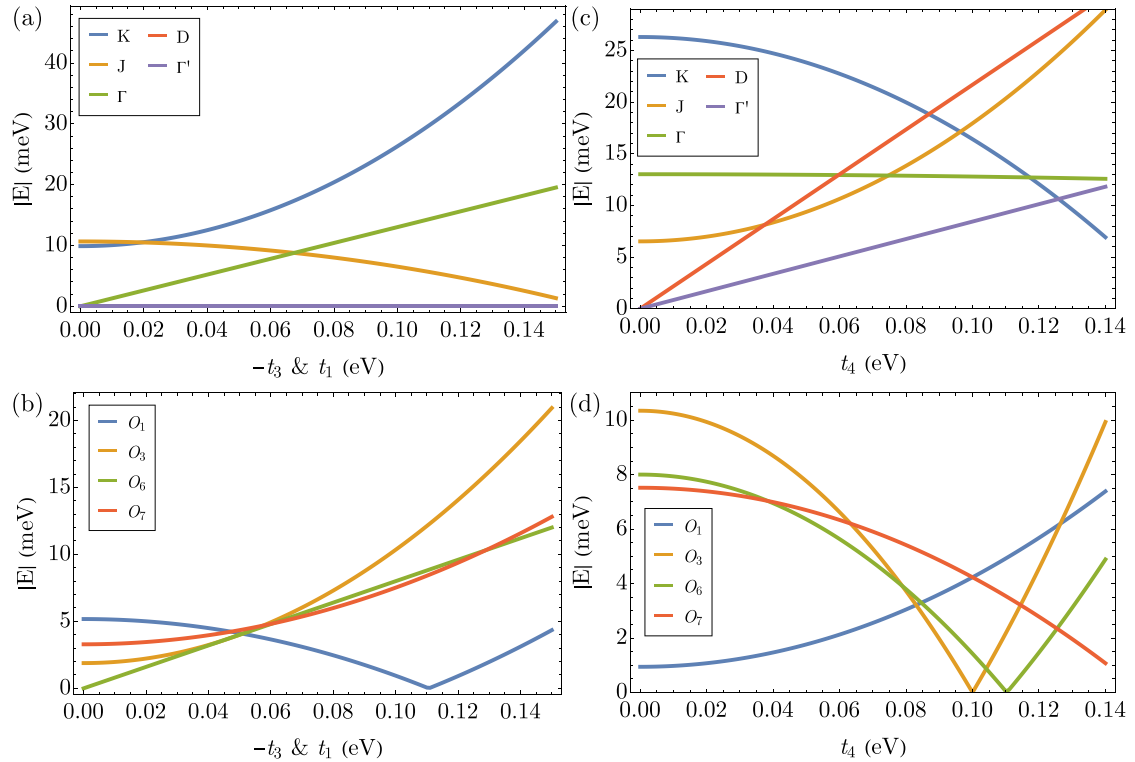 (a)
K
D
J
Γ'
Γ
|E| (meV)
40
30
20
10
0
0.00 0.02 0.04 0.06 0.08 0.10 0.12 0.14
−t₃ & t₁ (eV)
(c)
K
D
J
Γ'
Γ
|E| (meV)
25
20
15
10
5
0
0.00 0.02 0.04 0.06 0.08 0.10 0.12 0.14
t₄ (eV)
(b)
O₁
O₃
O₆
O₇
|E| (meV)
20
15
10
5
0
0.00 0.02 0.04 0.06 0.08 0.10 0.12 0.14
−t₃ & t₁ (eV)
(d)
O₁
O₃
O₆
O₇
|E| (meV)
10
8
6
4
2
0
0.00 0.02 0.04 0.06 0.08 0.10 0.12 0.14
t₄ (eV)